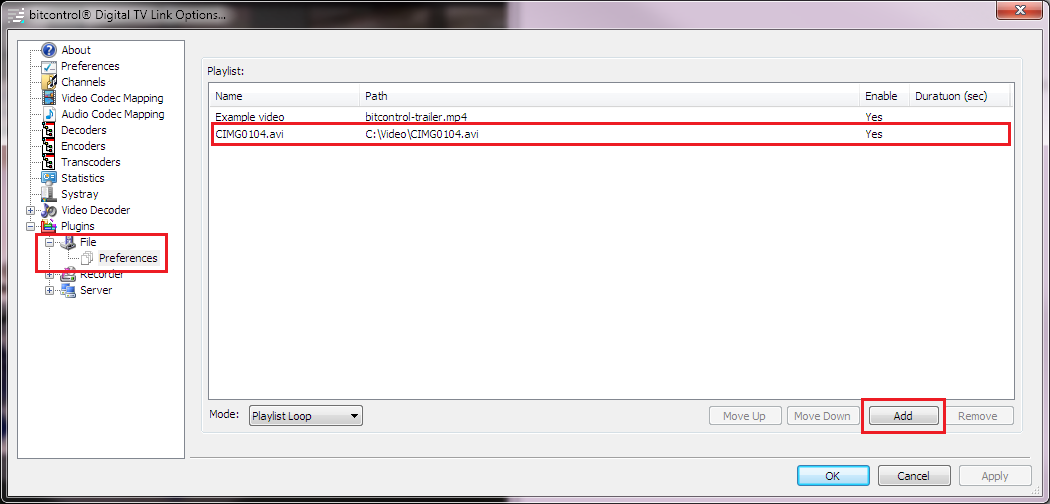 bitcontrol® Digital TV Link Options...
About
Preferences
Channels
Video Codec Mapping
Audio Codec Mapping
Decoders
Encoders
Transcoders
Statistics
Systray
Video Decoder
Plugins
File
Preferences
Recorder
Server
Playlist:
Name Path Enable Duratuon (sec)
Example video bitcontrol-trailer.mp4 Yes
CIMG0104.avi C:\Video\CIMG0104.avi Yes
Mode: Playlist Loop Move Up Move Down Add Remove
OK Cancel Apply